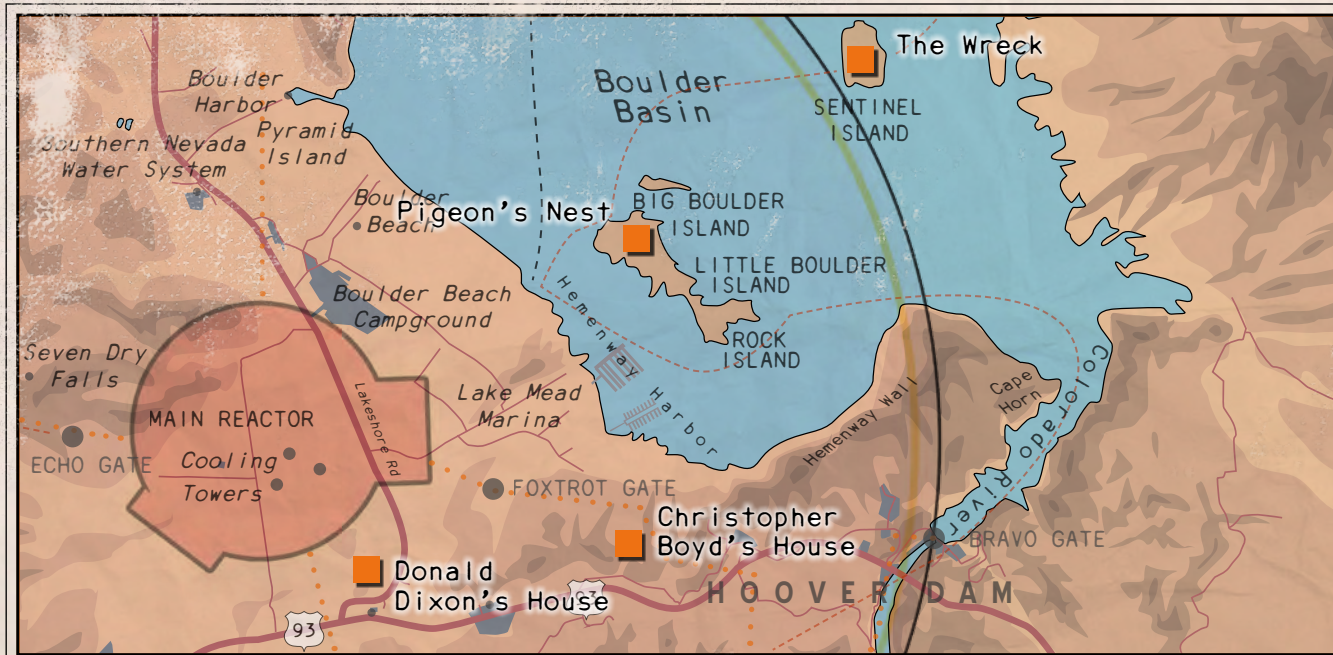 The Wreck
Boulder
Basin
Boulder
Harbor
SENTINEL
ISLAND
Pyramid
Island
Southern Nevada
Water System
Boulder
Beach
Pigeon's Nest
BIG BOULDER
ISLAND
LITTLE BOULDER
ISLAND
Boulder Beach
Campground
Hemenway Harbor
ROCK
ISLAND
Seven Dry
Falls
Colorado River
Cape
Horn
Hemenway Wall
Lake Mead
Marina
Lakeshore Rd
MAIN REACTOR
ECHO GATE
Cooling
Towers
FOXTROT GATE
Christopher
Boyd's House
BRAVO GATE
Donald
Dixon's House
93
HOOVER DAM
93